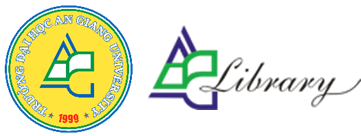 TRƯỜNG ĐẠI HỌC AN GIANG UNIVERSITY
1999
Library